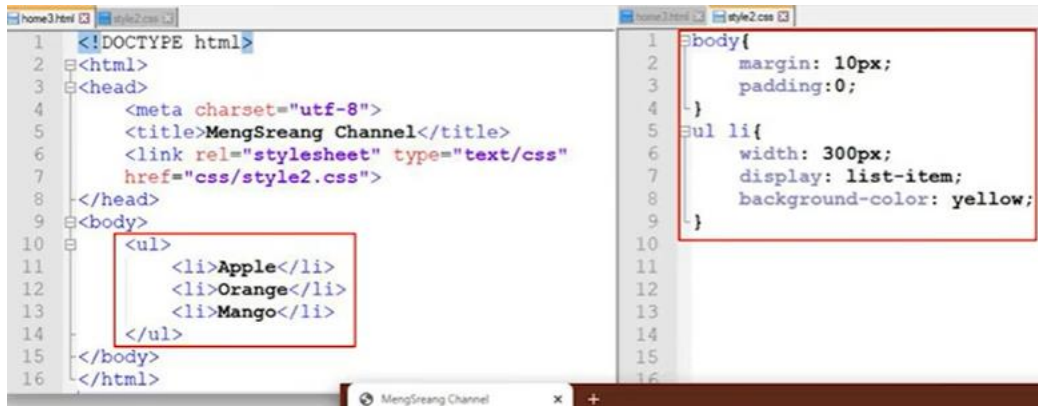 home3.html style2.css
1 <!DOCTYPE html>
2 <html>
3 <head>
4 <meta charset="utf-8">
5 <title>MengSreang Channel</title>
6 <link rel="stylesheet" type="text/css"
7 href="css/style2.css">
8 </head>
9 <body>
10 <ul>
11 <li>Apple</li>
12 <li>Orange</li>
13 <li>Mango</li>
14 </ul>
15 </body>
16 </html>
home3.html style2.css
1 body{
2 margin: 10px;
3 padding:0;
4 }
5 ul li{
6 width: 300px;
7 display: list-item;
8 background-color: yellow;
9 }
10
11
12
13
14
15
16
MengSreang Channel